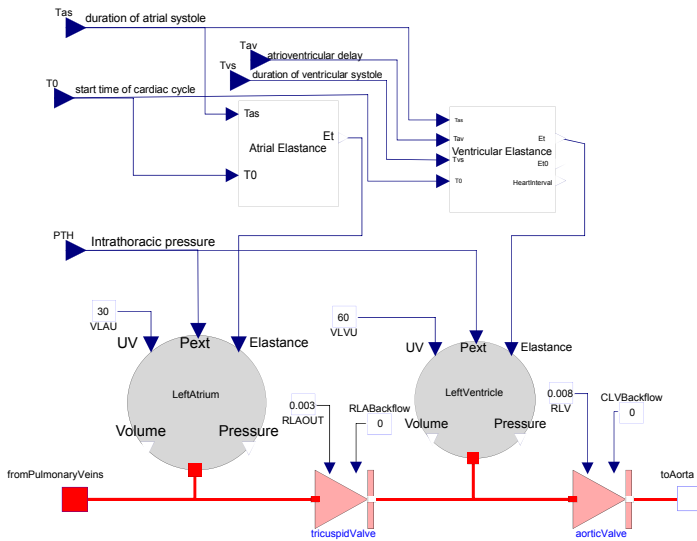 Tas
duration of atrial systole
Tav
atrioventricular delay
Tvs
duration of ventricular systole
T0
start time of cardiac cycle
Tas
Et
Atrial Elastance
T0
Tas
Tav
Et
Ventricular Elastance
Tvs
Et0
T0
HeartInterval
PTH
Intrathoracic pressure
30
VLAU
60
VLVU
UV
Pext
Elastance
UV
Pext
Elastance
LeftAtrium
LeftVentricle
Volume
Pressure
Volume
Pressure
0.003
RLAOUT
RLABackflow
0
0.008
RLV
CLVBackflow
0
fromPulmonaryVeins
toAorta
tricuspidValve
aorticValve